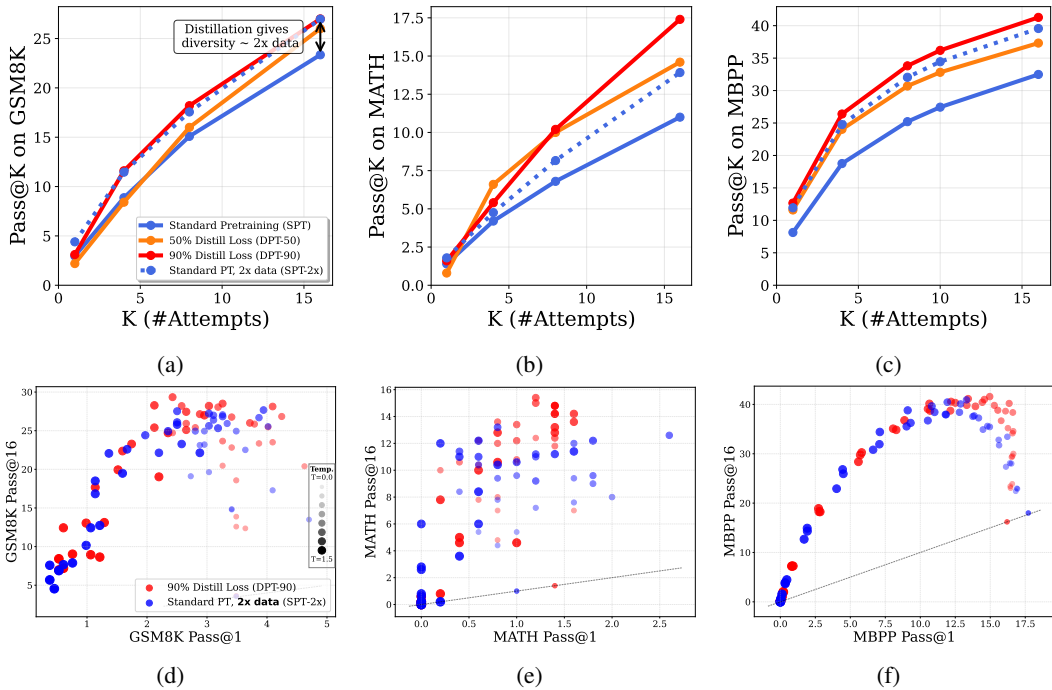 Pass@K on GSM8K
25
20
15
10
5
0
0
5
10
15
K (#Attempts)
Distillation gives
diversity ~ 2x data
Standard Pretraining (SPT)
50% Distill Loss (DPT-50)
90% Distill Loss (DPT-90)
Standard PT, 2x data (SPT-2x)
(a)
Pass@K on MATH
17.5
15.0
12.5
10.0
7.5
5.0
2.5
0.0
0
5
10
15
K (#Attempts)
(b)
Pass@K on MBPP
40
35
30
25
20
15
10
5
0
0
5
10
15
K (#Attempts)
(c)
GSM8K Pass@16
30
25
20
15
10
5
1
2
3
4
5
GSM8K Pass@1
Temp.
T=0.0
T=1.5
90% Distill Loss (DPT-90)
Standard PT, 2x data (SPT-2x)
(d)
MATH Pass@16
16
14
12
10
8
6
4
2
0
0.0
0.5
1.0
1.5
2.0
2.5
MATH Pass@1
(e)
MBPP Pass@16
40
30
20
10
0
0.0
2.5
5.0
7.5
10.0
12.5
15.0
17.5
MBPP Pass@1
(f)